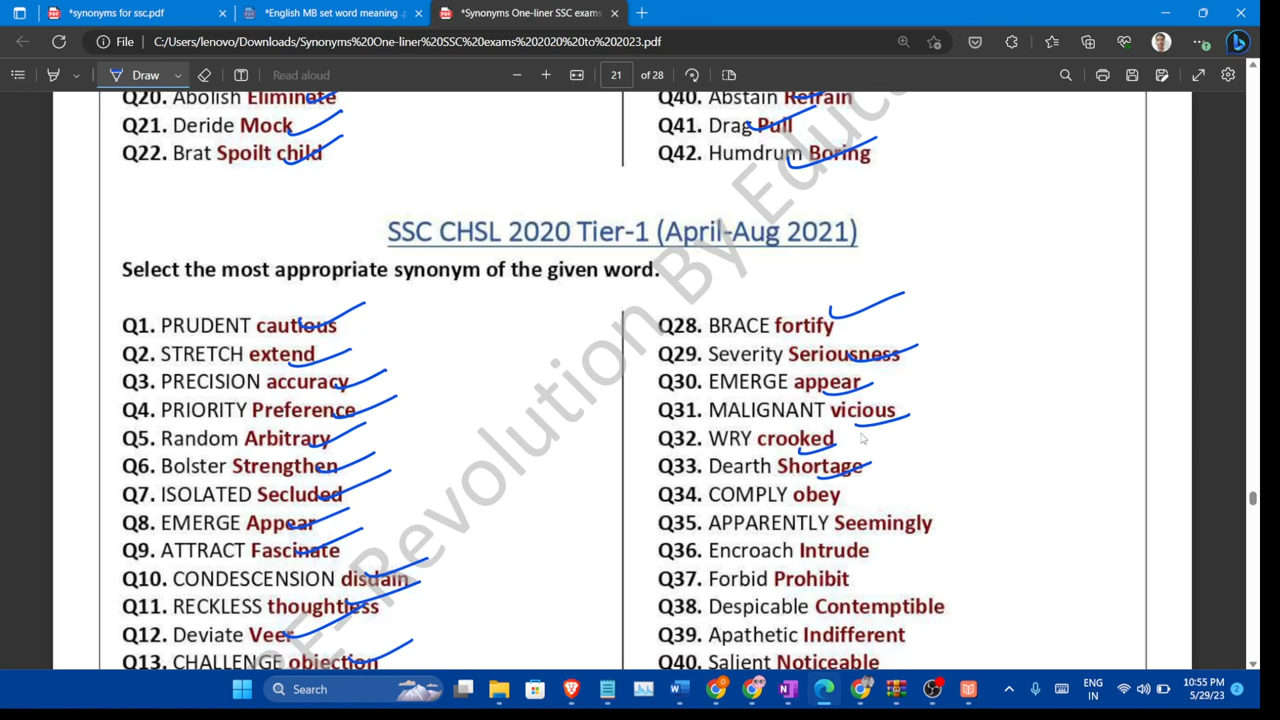 *synonyms for ssc.pdf
*English MB set word meaning .p
*Synonyms One-liner SSC exams
File
C:/Users/lenovo/Downloads/Synonyms%20One-liner%20SSC%20exams%202020%20to%202023.pdf
Draw
Read aloud
21 of 28
Q20. Abolish Eliminate
Q21. Deride Mock
Q22. Brat Spoilt child
Q40. Abstain Refrain
Q41. Drag Pull
Q42. Humdrum Boring
SSC CHSL 2020 Tier-1 (April-Aug 2021)
Select the most appropriate synonym of the given word.
Q1. PRUDENT cautious
Q2. STRETCH extend
Q3. PRECISION accuracy
Q4. PRIORITY Preference
Q5. Random Arbitrary
Q6. Bolster Strengthen
Q7. ISOLATED Secluded
Q8. EMERGE Appear
Q9. ATTRACT Fascinate
Q10. CONDESCENSION disdain
Q11. RECKLESS thoughtless
Q12. Deviate Veer
Q13. CHALLENGE objection
Q28. BRACE fortify
Q29. Severity Seriousness
Q30. EMERGE appear
Q31. MALIGNANT vicious
Q32. WRY crooked
Q33. Dearth Shortage
Q34. COMPLY obey
Q35. APPARENTLY Seemingly
Q36. Encroach Intrude
Q37. Forbid Prohibit
Q38. Despicable Contemptible
Q39. Apathetic Indifferent
Q40. Salient Noticeable
Revolution By Educ
Search
ENG
IN
10:55 PM
5/29/23